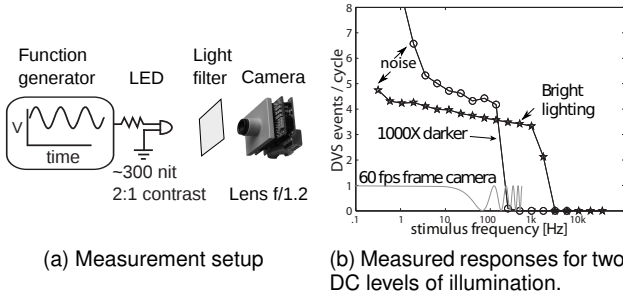 (a)
Function
generator
LED
Light
filter
Camera
V
time
~300 nit
2:1 contrast
Lens f/1.2
(a) Measurement setup
(b)
DVS events / cycle
8
7
6
5
4
3
2
1
0
noise
Bright
lighting
1000X darker
60 fps frame camera
.1
1
10
100
1k
10k
stimulus frequency [Hz]
(b) Measured responses for two
DC levels of illumination.